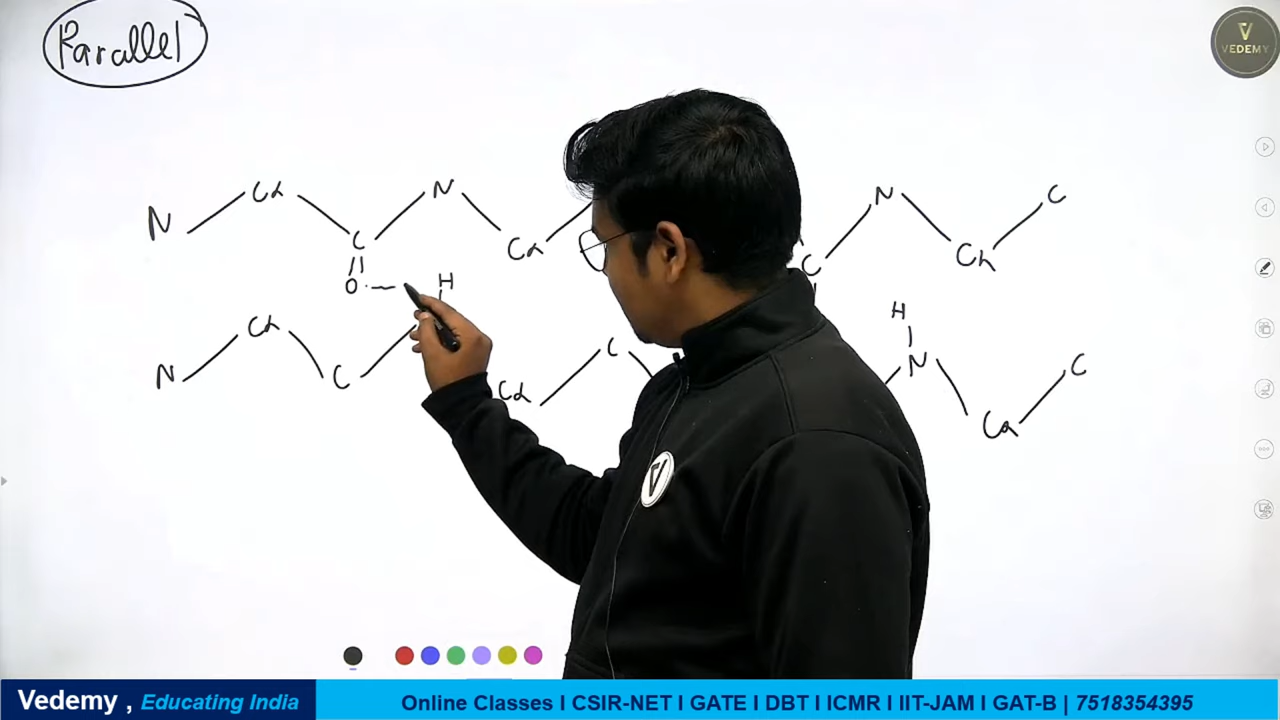 Parallel
V
VEDEMY
N Cα C N Cα C N Cα C
O H
H
N Cα C Cα C N Cα C
V
Vedemy , Educating India
Online Classes I CSIR-NET I GATE I DBT I ICMR I IIT-JAM I GAT-B | 7518354395